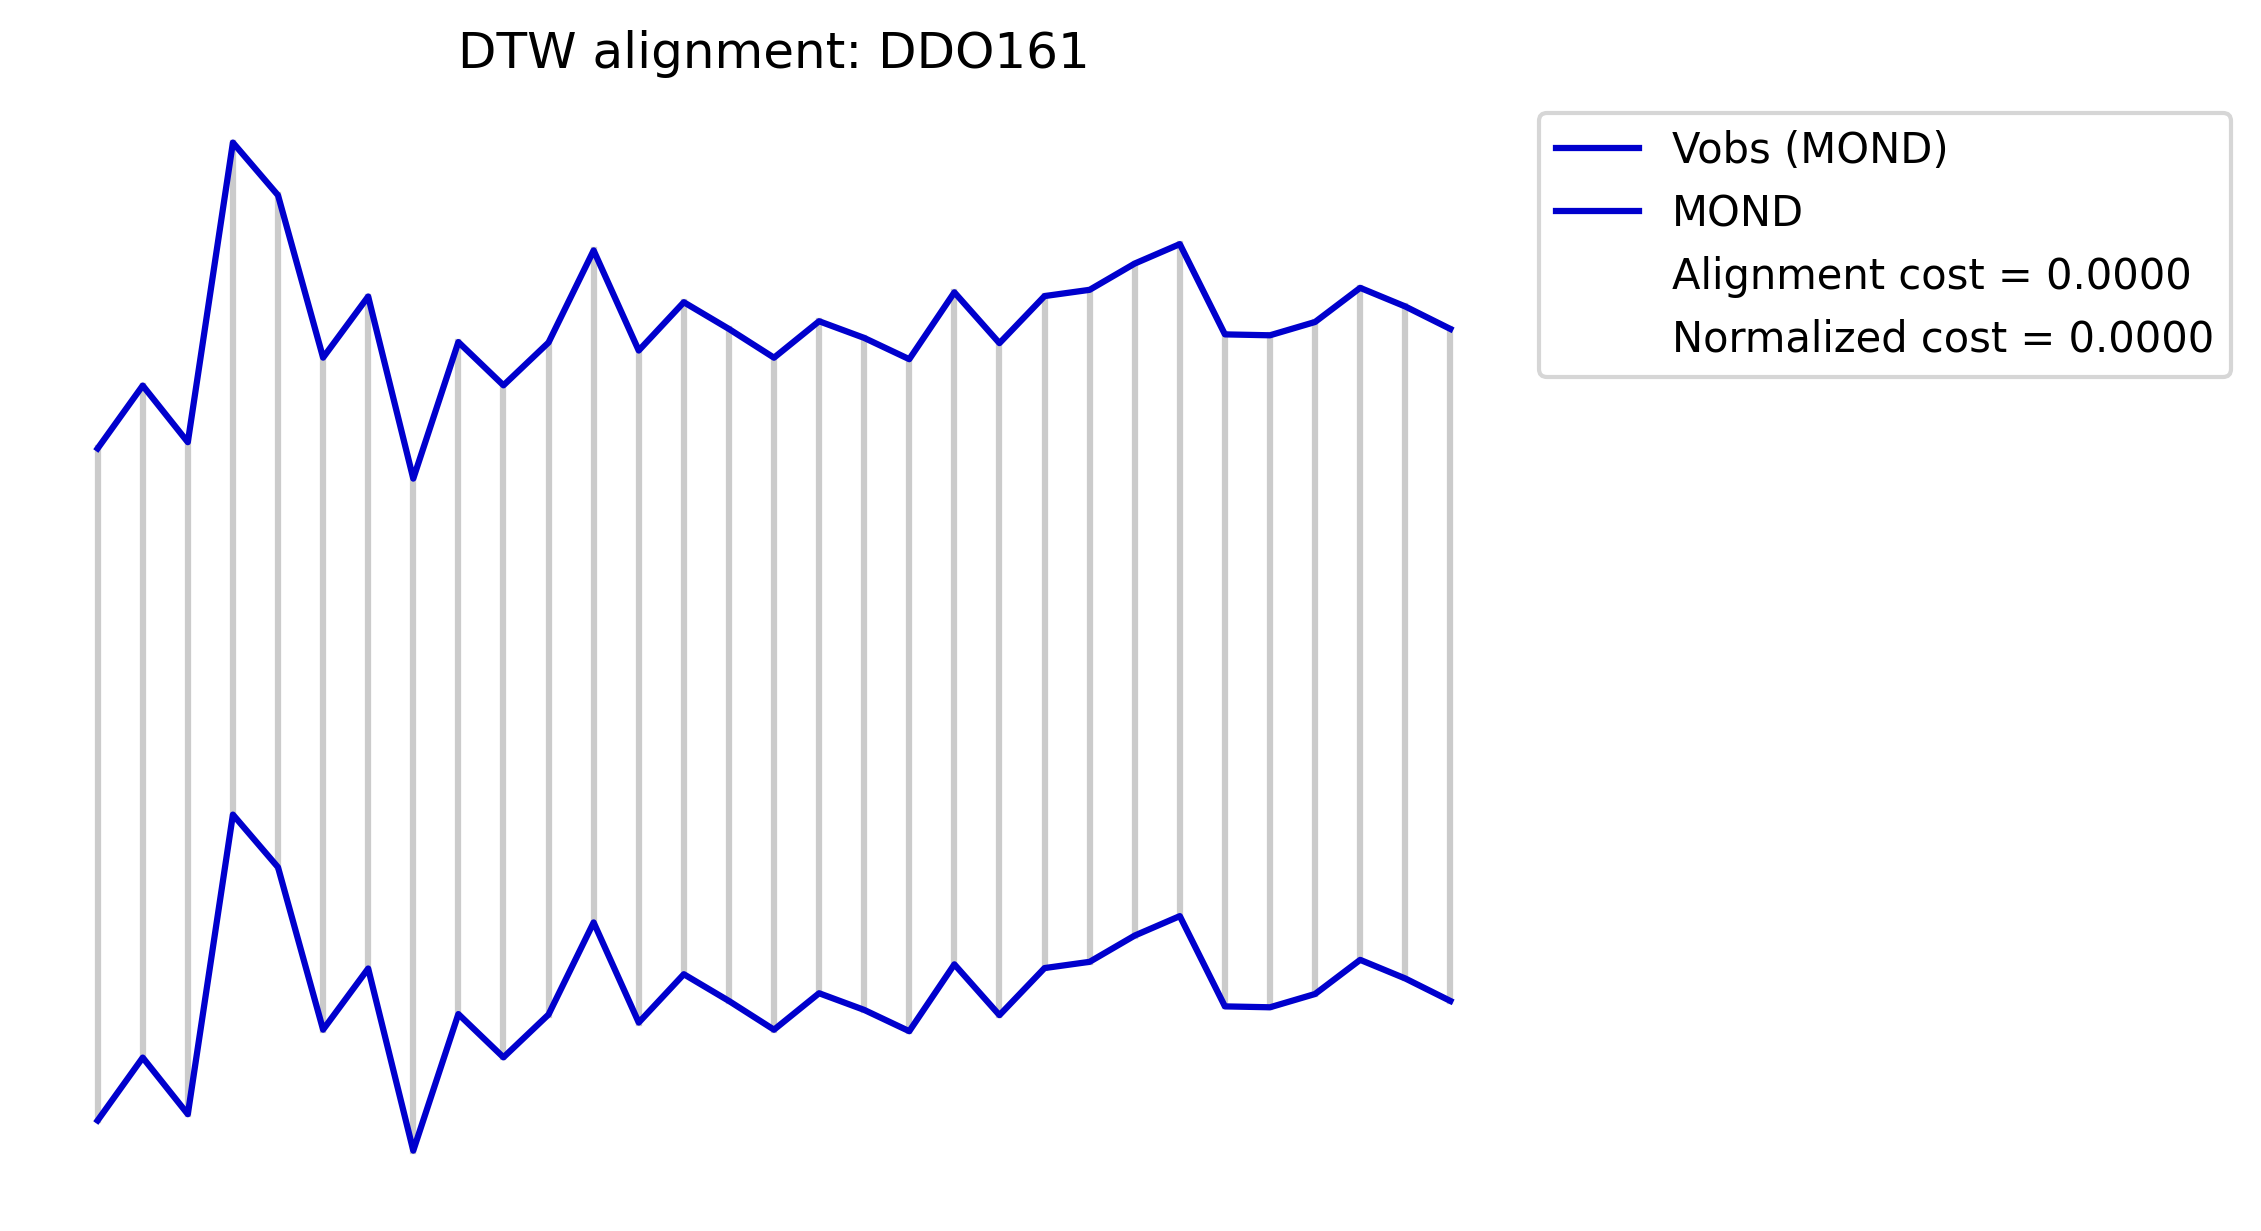 DTW alignment: DDO161
Vobs (MOND)
MOND
Alignment cost = 0.0000
Normalized cost = 0.0000